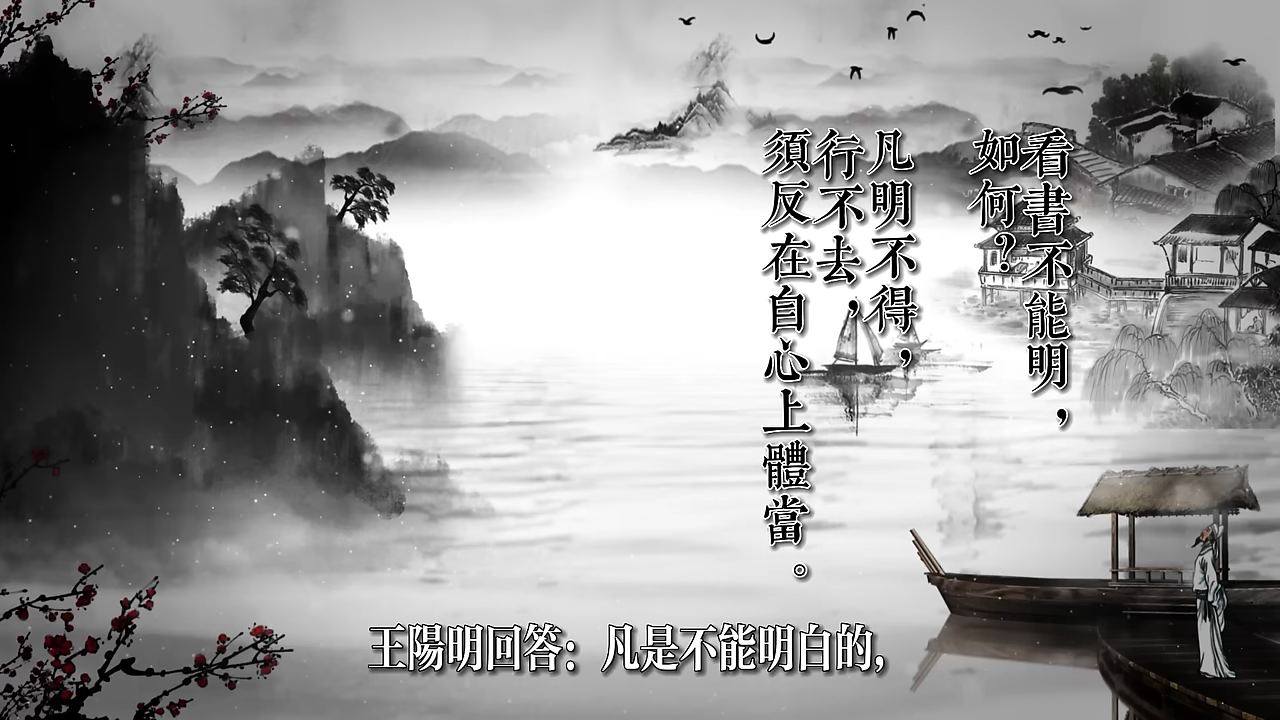 看書不能明，
如何？
凡明不得，
行不去，
須反在自心上體當。
王陽明回答：凡是不能明白的，